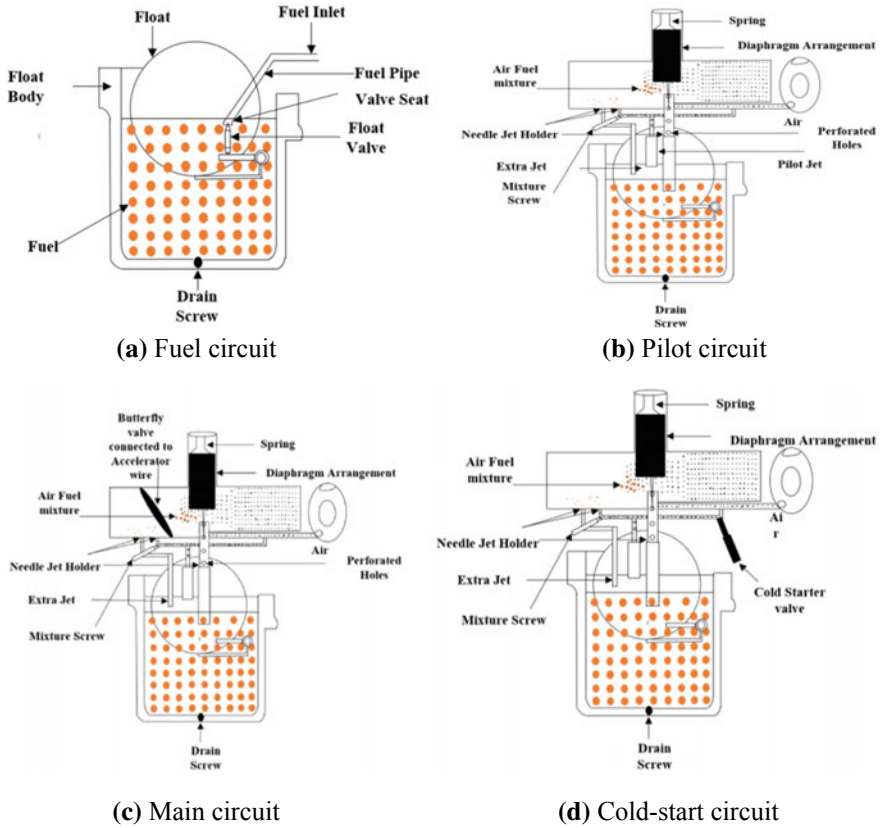 Float
Fuel Inlet
Float
Body
Fuel Pipe
Valve Seat
Float
Valve
Fuel
Drain
Screw
(a) Fuel circuit
Spring
Diaphragm Arrangement
Air Fuel
mixture
Air
Needle Jet Holder
Perforated
Holes
Extra Jet
Pilot Jet
Mixture
Screw
Drain
Screw
(b) Pilot circuit
Butterfly
valve
connected to
Accelerator
wire
Spring
Diaphragm Arrangement
Air Fuel
mixture
Air
Needle Jet Holder
Perforated
Holes
Extra Jet
Mixture Screw
Drain
Screw
(c) Main circuit
Spring
Diaphragm Arrangement
Air Fuel
mixture
Ai
r
Needle Jet Holder
Extra Jet
Cold Starter
valve
Mixture Screw
Drain
Screw
(d) Cold-start circuit